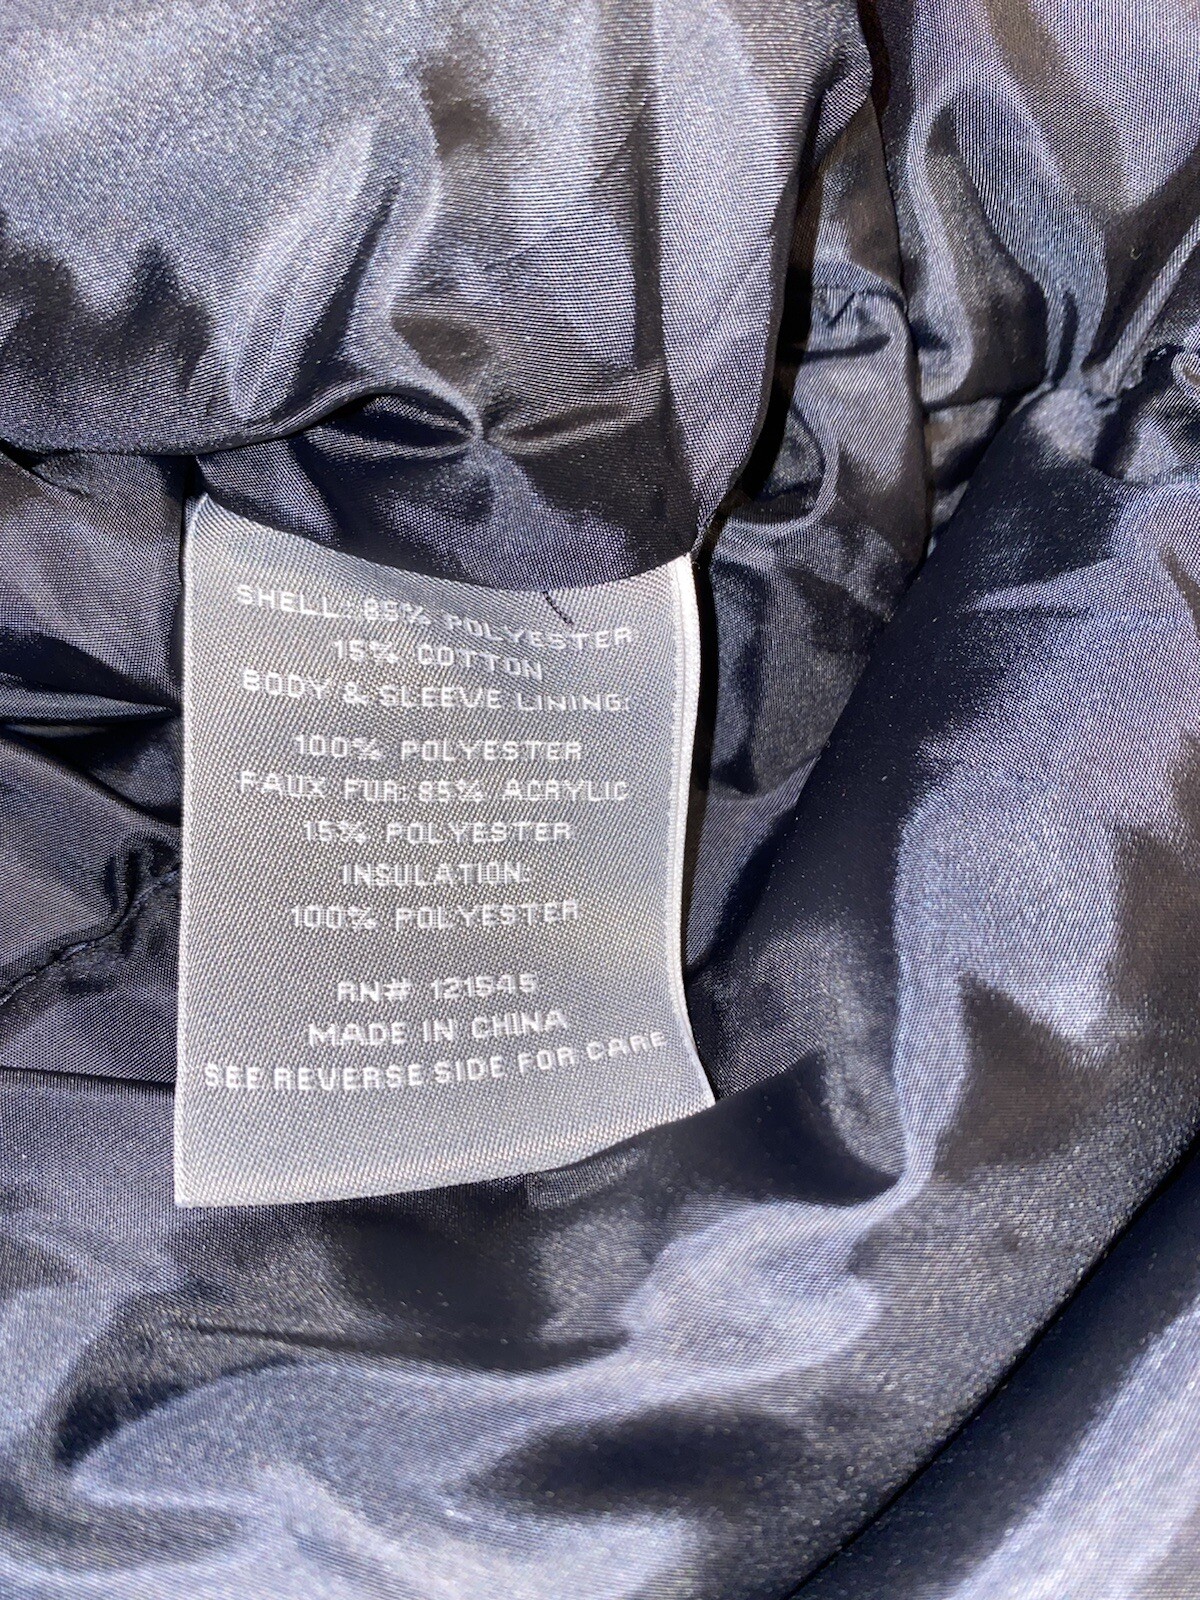 SHELL: 85% POLYESTER
15% COTTON
BODY & SLEEVE LINING:
100% POLYESTER
FAUX FUR: 85% ACRYLIC
15% POLYESTER
INSULATION:
100% POLYESTER
RN# 121545
MADE IN CHINA
SEE REVERSE SIDE FOR CARE